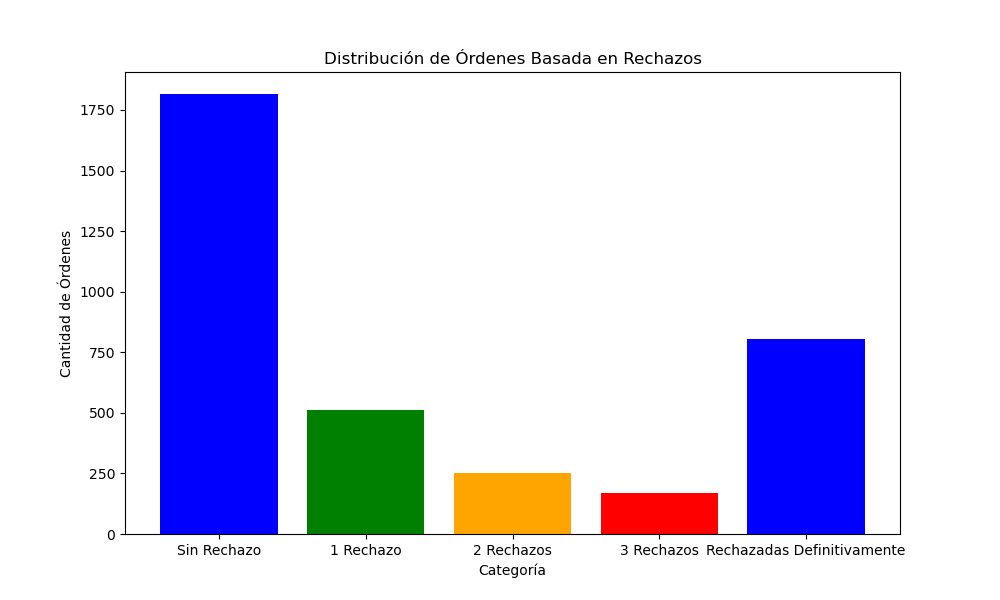 Distribución de Órdenes Basada en Rechazos
Cantidad de Órdenes
1750
1500
1250
1000
750
500
250
0
Sin Rechazo
1 Rechazo
2 Rechazos
3 Rechazos
Rechazadas Definitivamente
Categoría